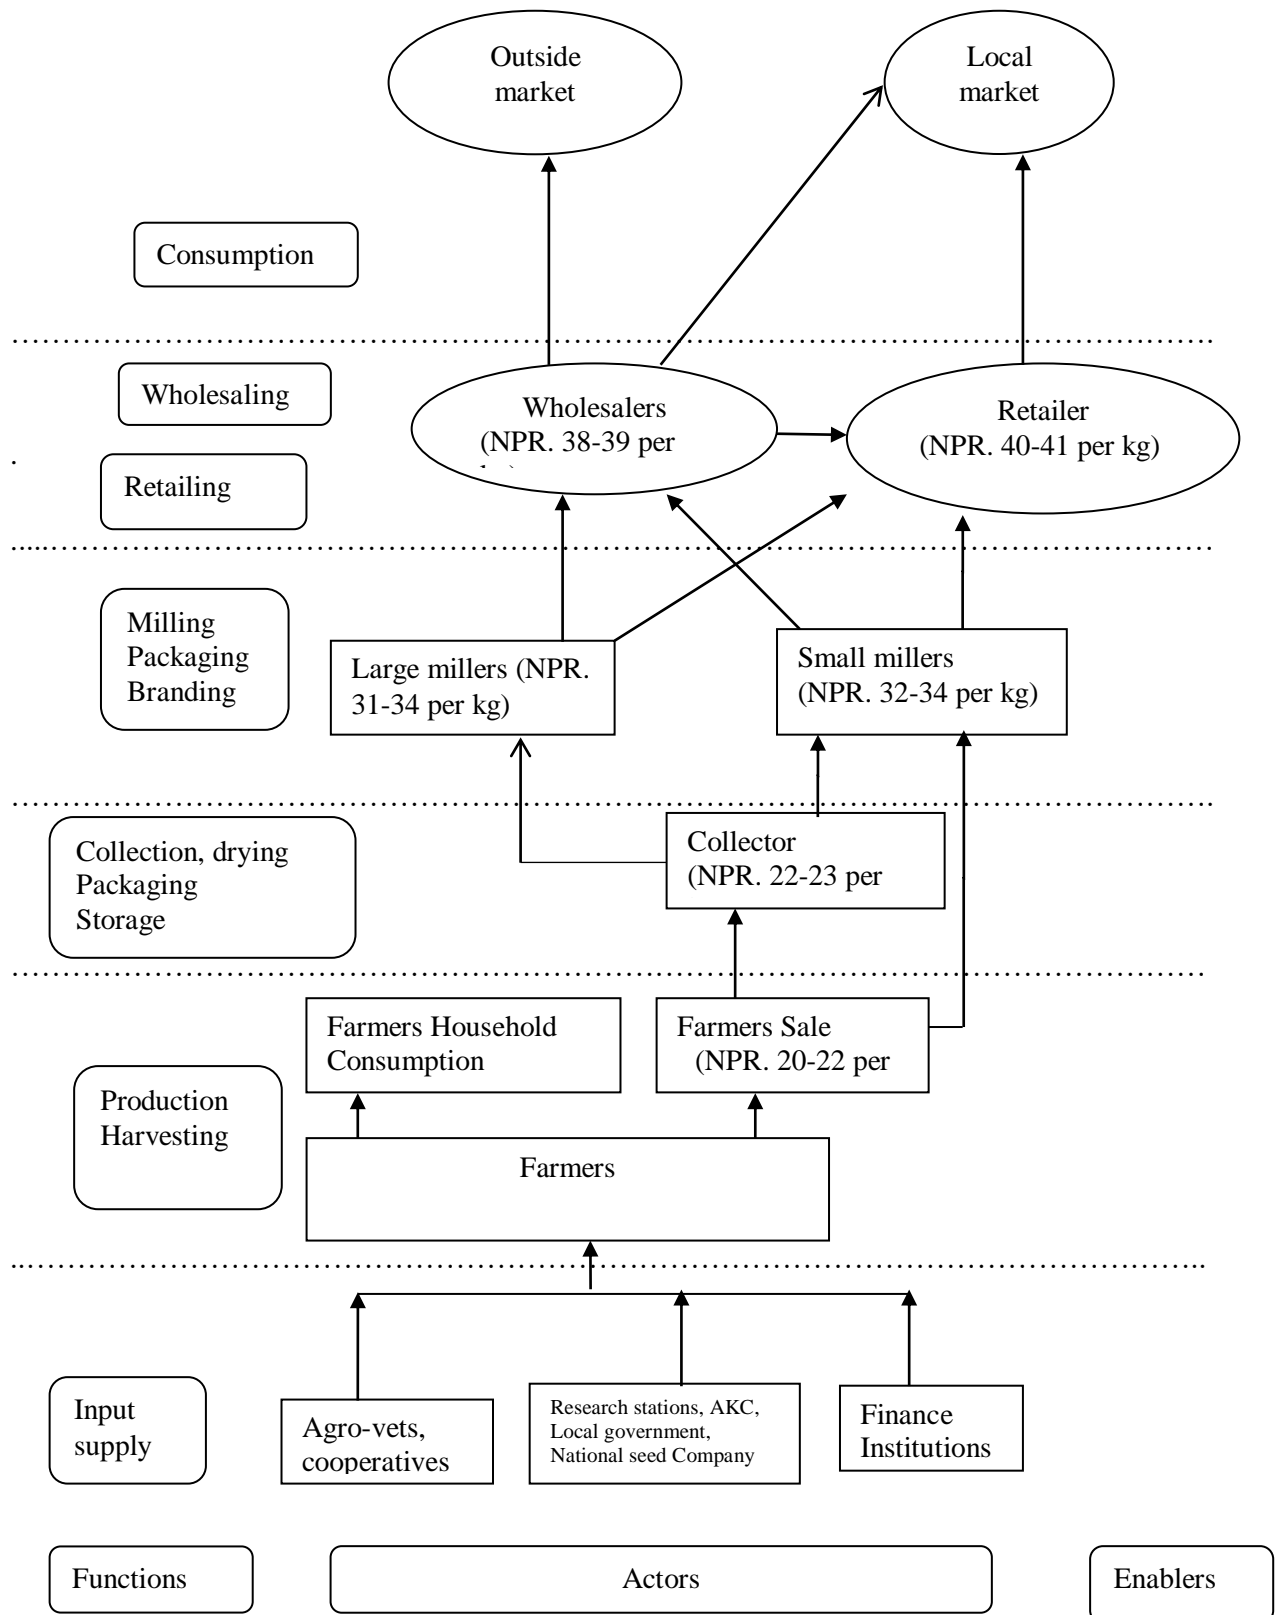 Outside
market
Local
market
Consumption
Wholesaling
Wholesalers
(NPR. 38-39 per
Retailer
(NPR. 40-41 per kg)
Retailing
Milling
Packaging
Branding
Large millers (NPR.
31-34 per kg)
Small millers
(NPR. 32-34 per kg)
Collection, drying
Packaging
Storage
Collector
(NPR. 22-23 per
Farmers Household
Consumption
Farmers Sale
(NPR. 20-22 per
Production
Harvesting
Farmers
Input
supply
Agro-vets,
cooperatives
Research stations, AKC,
Local government,
National seed Company
Finance
Institutions
Functions
Actors
Enablers